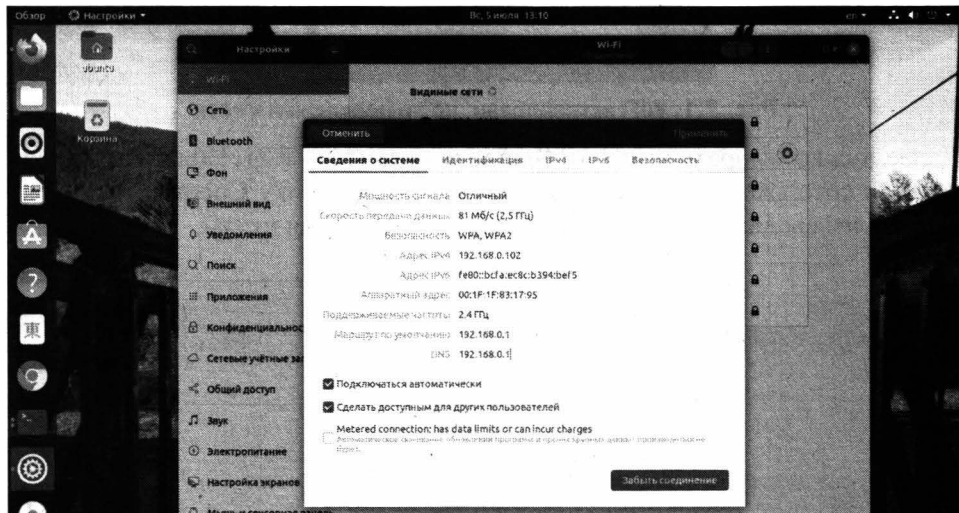 Обзор
Настройки
Вс, 5 июля 13:10
en
ubuntu
Корзина
Настройки
Wi-Fi
Wi-Fi
Сеть
Bluetooth
Фон
Внешний вид
Уведомления
Поиск
Приложения
Конфиденциальнос
Сетевые учётные за
Общий доступ
Звук
Электропитание
Настройка экранов
Видимые сети
Отменить
Применить
Сведения о системе Идентификация IPv4 IPv6 Безопасность
Мощность сигнала Отличный
Скорость передачи данных 81 Мб/с (2,5 ГГц)
Безопасность WPA, WPA2
Адрес IPv4 192.168.0.102
Адрес IPv6 fe80::bcfa:ec8c:b394:bef5
Аппаратный адрес 00:1F:1F:83:17:95
Поддерживаемые частоты 2.4 ГГц
Маршрут по умолчанию 192.168.0.1
DNS 192.168.0.1
Подключаться автоматически
Сделать доступным для других пользователей
Metered connection: has data limits or can incur charges
Забыть соединение